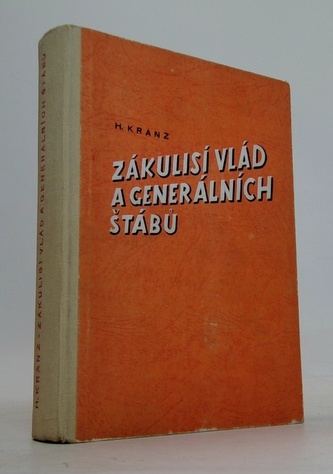 H. KRANZ
ZÁKULISÍ VLÁD
A GENERÁLNÍCH
ŠTÁBŮ
H. KRANZ - ZÁKULISÍ VLÁD A GENERÁLNÍCH ŠTÁBŮ